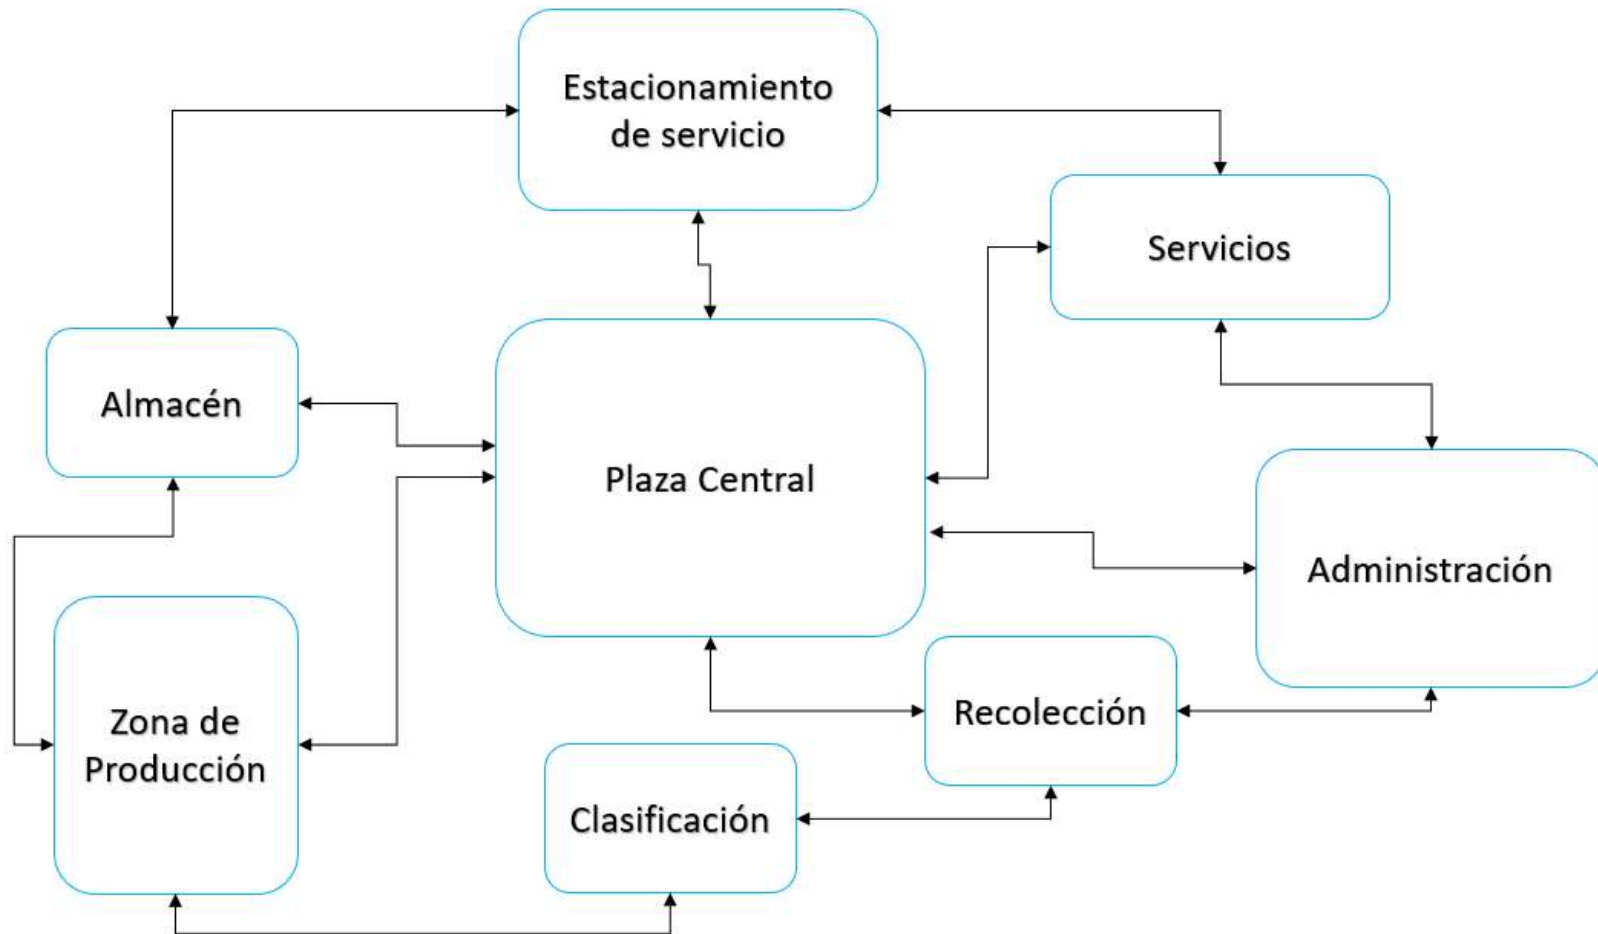 Estacionamiento
de servicio
Servicios
Almacén
Plaza Central
Administración
Zona de
Producción
Recolección
Clasificación